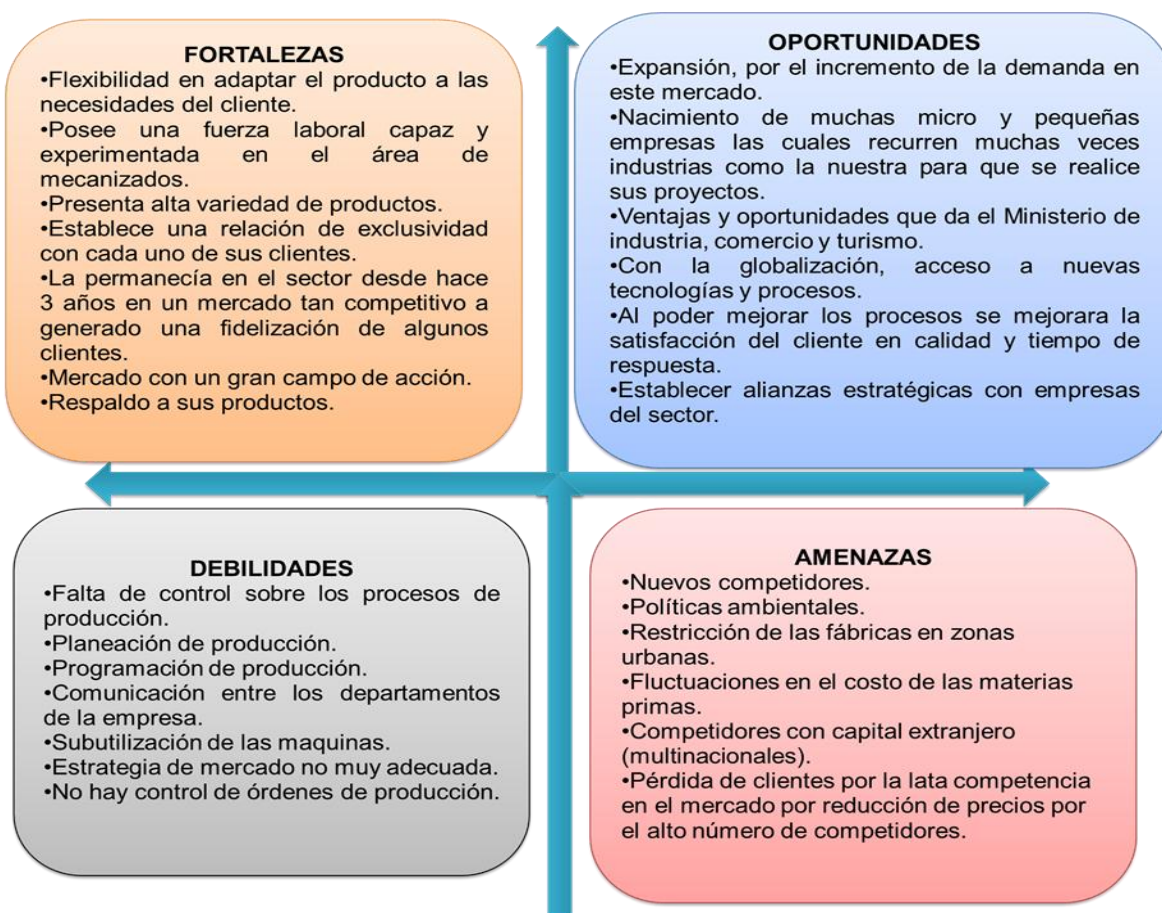 FORTALEZAS
•Flexibilidad en adaptar el producto a las
necesidades del cliente.
•Posee una fuerza laboral capaz y
experimentada en el área de
mecanizados.
•Presenta alta variedad de productos.
•Establece una relación de exclusividad
con cada uno de sus clientes.
•La permanecía en el sector desde hace
3 años en un mercado tan competitivo a
generado una fidelización de algunos
clientes.
•Mercado con un gran campo de acción.
•Respaldo a sus productos.
OPORTUNIDADES
•Expansión, por el incremento de la demanda en
este mercado.
•Nacimiento de muchas micro y pequeñas
empresas las cuales recurren muchas veces
industrias como la nuestra para que se realice
sus proyectos.
•Ventajas y oportunidades que da el Ministerio de
industria, comercio y turismo.
•Con la globalización, acceso a nuevas
tecnologías y procesos.
•Al poder mejorar los procesos se mejorara la
satisfacción del cliente en calidad y tiempo de
respuesta.
•Establecer alianzas estratégicas con empresas
del sector.
DEBILIDADES
•Falta de control sobre los procesos de
producción.
•Planeación de producción.
•Programación de producción.
•Comunicación entre los departamentos
de la empresa.
•Subutilización de las maquinas.
•Estrategia de mercado no muy adecuada.
•No hay control de órdenes de producción.
AMENAZAS
•Nuevos competidores.
•Políticas ambientales.
•Restricción de las fábricas en zonas
urbanas.
•Fluctuaciones en el costo de las materias
primas.
•Competidores con capital extranjero
(multinacionales).
•Pérdida de clientes por la lata competencia
en el mercado por reducción de precios por
el alto número de competidores.